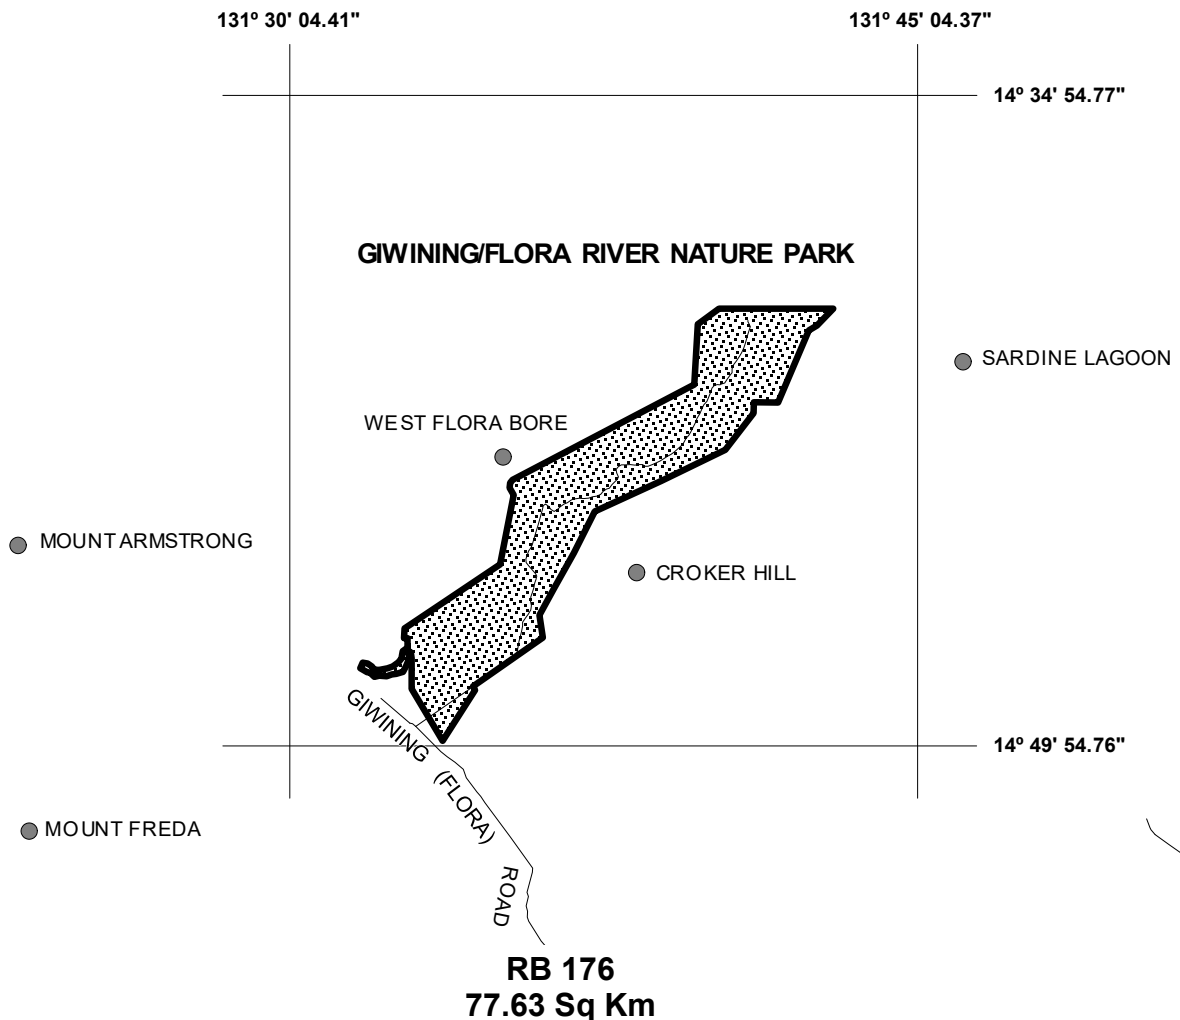 131º 30' 04.41"
131º 45' 04.37"
14º 34' 54.77"
GIWINING/FLORA RIVER NATURE PARK
SARDINE LAGOON
WEST FLORA BORE
MOUNT ARMSTRONG
CROKER HILL
14º 49' 54.76"
GIWINING (FLORA) ROAD
MOUNT FREDA
RB 176
77.63 Sq Km